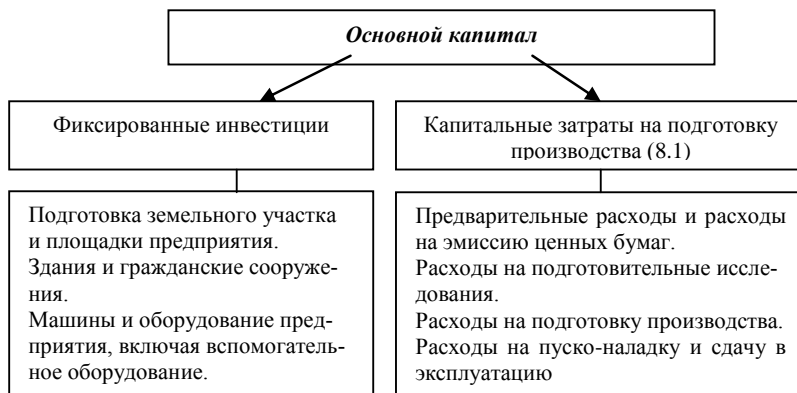 Основной капитал
Фиксированные инвестиции
Капитальные затраты на подготовку
производства (8.1)
Подготовка земельного участка
и площадки предприятия.
Здания и гражданские сооруже-
ния.
Машины и оборудование пред-
приятия, включая вспомогатель-
ное оборудование.
Предварительные расходы и расходы
на эмиссию ценных бумаг.
Расходы на подготовительные иссле-
дования.
Расходы на подготовку производства.
Расходы на пуско-наладку и сдачу в
эксплуатацию